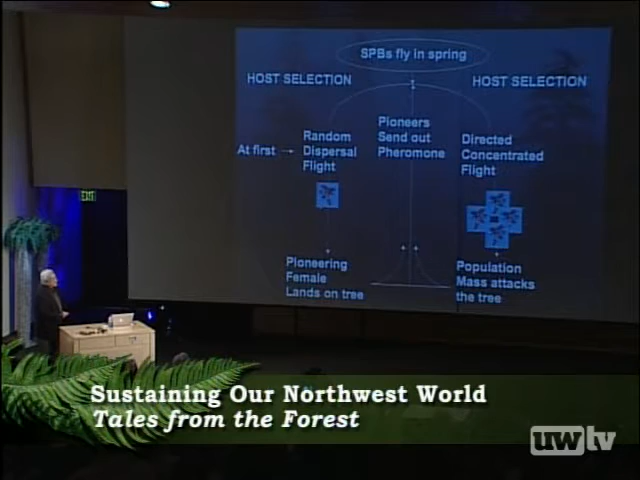 SPBs fly in spring
HOST SELECTION
HOST SELECTION
At first
Random
Dispersal
Flight
Pioneers
Send out
Pheromone
Directed
Concentrated
Flight
Pioneering
Female
Lands on tree
Population
Mass attacks
the tree
EXIT
Sustaining Our Northwest World
Tales from the Forest
uwtv